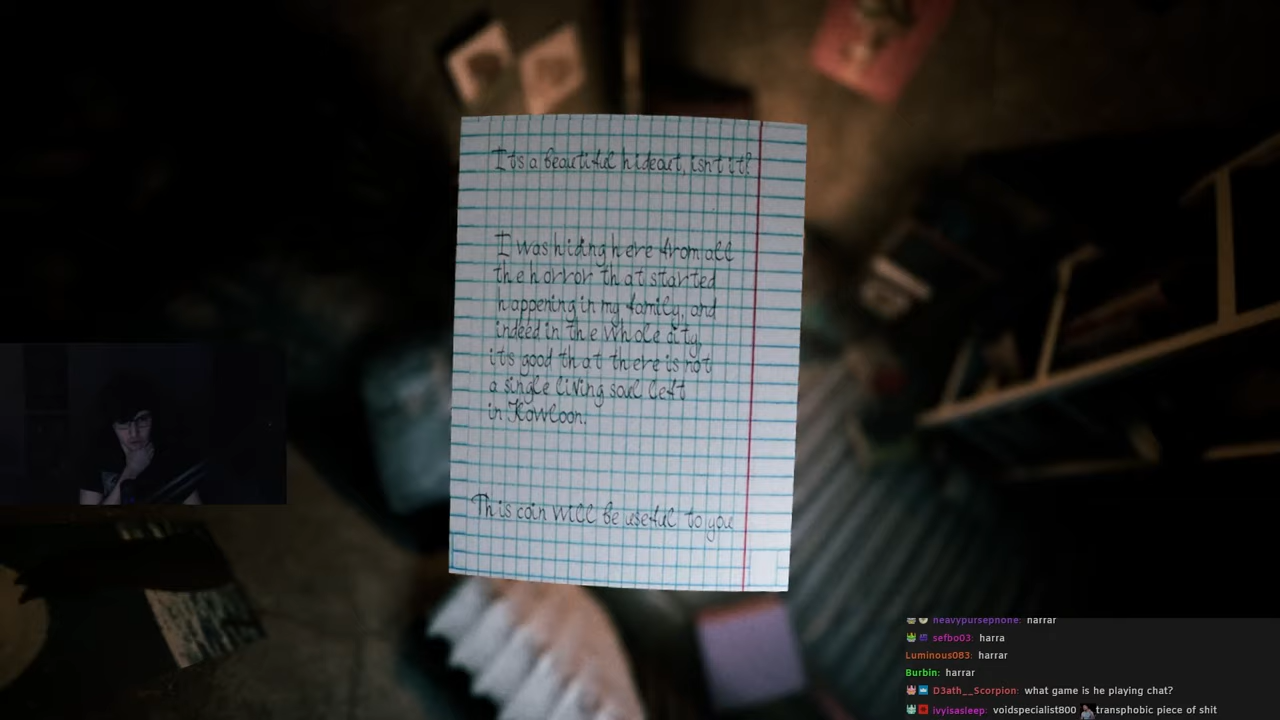 It's a beautiful hideout, isn't it?
I was hiding here from all
the horror that started
happening in my family, and
indeed in the whole city,
it's good that there is not
a single living soul left
in Kowloon.
This coin will be useful to you
heavypursephone: harrar
sefbo03: harra
Luminous083: harrar
Burbin: harrar
D3ath__Scorpion: what game is he playing chat?
ivyisasleep: voidspecialist800 transphobic piece of shit